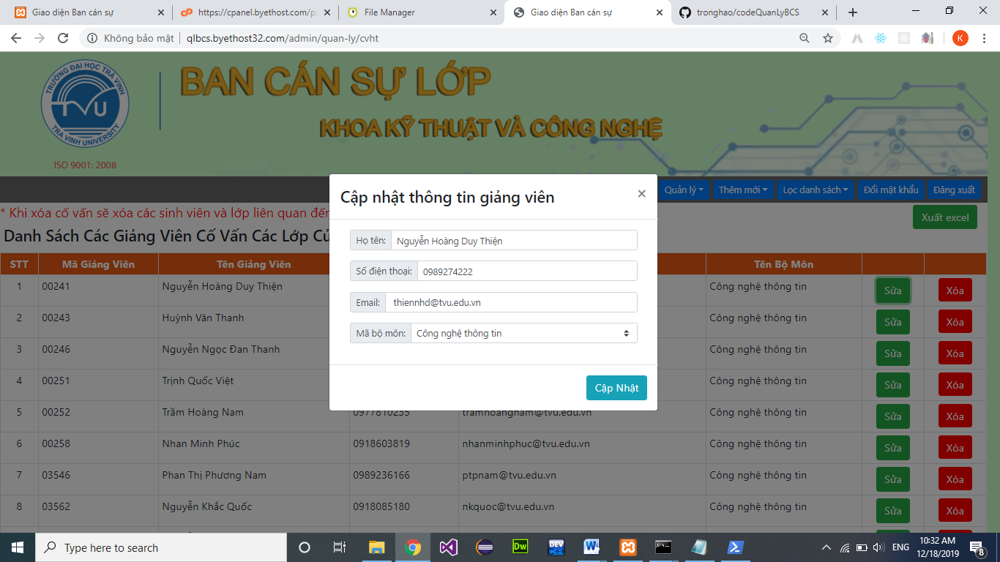 Giao diện Ban cán sự
https://cpanel.byethost.com/pa
File Manager
Giao diện Ban cán sự
tronghao/codeQuanLyBCS
Không bảo mật
qlbcs.byethost32.com/admin/quan-ly/cvht
K
TRƯỜNG ĐẠI HỌC TRÀ VINH
TVU
TRA VINH UNIVERSITY
ISO 9001: 2008
BAN CÁN SỰ LỚP
KHOA KỸ THUẬT VÀ CÔNG NGHỆ
Quản lý
Thêm mới
Lọc danh sách
Đổi mật khẩu
Đăng xuất
* Khi xóa cố vấn sẽ xóa các sinh viên và lớp liên quan đến
Xuất excel
Danh Sách Các Giảng Viên Cố Vấn Các Lớp
Cập nhật thông tin giảng viên
×
Họ tên: Nguyễn Hoàng Duy Thiện
Số điện thoại: 0989274222
Email: thiennhd@tvu.edu.vn
Mã bộ môn: Công nghệ thông tin
Cập Nhật
STT Mã Giảng Viên Tên Giảng Viên Tên Bộ Môn
1 00241 Nguyễn Hoàng Duy Thiện Công nghệ thông tin Sửa Xóa
2 00243 Huỳnh Văn Thanh Công nghệ thông tin Sửa Xóa
3 00246 Nguyễn Ngọc Đan Thanh Công nghệ thông tin Sửa Xóa
4 00251 Trịnh Quốc Việt Công nghệ thông tin Sửa Xóa
5 00252 Trầm Hoàng Nam 0977810235 tramhoangnam@tvu.edu.vn Công nghệ thông tin Sửa Xóa
6 00258 Nhan Minh Phúc 0918603819 nhanminhphuc@tvu.edu.vn Công nghệ thông tin Sửa Xóa
7 03546 Phan Thị Phương Nam 0989236166 ptpnam@tvu.edu.vn Công nghệ thông tin Sửa Xóa
8 03562 Nguyễn Khắc Quốc 0918085180 nkquoc@tvu.edu.vn Công nghệ thông tin Sửa Xóa
Type here to search
Dw
DEV
ENG
10:32 AM
12/18/2019
8